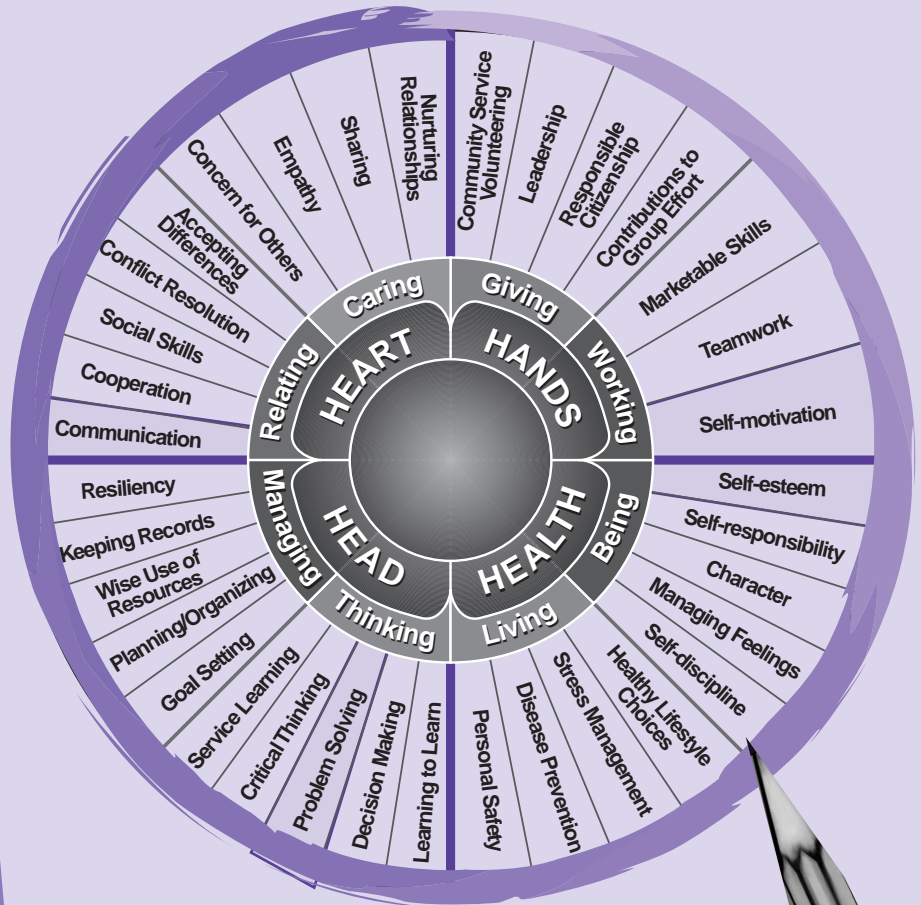 HEART
Relating
Communication
Cooperation
Social Skills
Conflict Resolution
Accepting
Differences
Caring
Concern for Others
Empathy
Sharing
Nurturing
Relationships
HANDS
Giving
Community Service
Volunteering
Leadership
Responsible
Citizenship
Contributions to
Group Effort
Working
Marketable Skills
Teamwork
Self-motivation
HEALTH
Being
Self-esteem
Self-responsibility
Character
Managing Feelings
Self-discipline
Living
Healthy Lifestyle
Choices
Stress Management
Disease Prevention
Personal Safety
HEAD
Thinking
Learning to Learn
Decision Making
Problem Solving
Critical Thinking
Service Learning
Managing
Goal Setting
Planning/Organizing
Wise Use of
Resources
Keeping Records
Resiliency